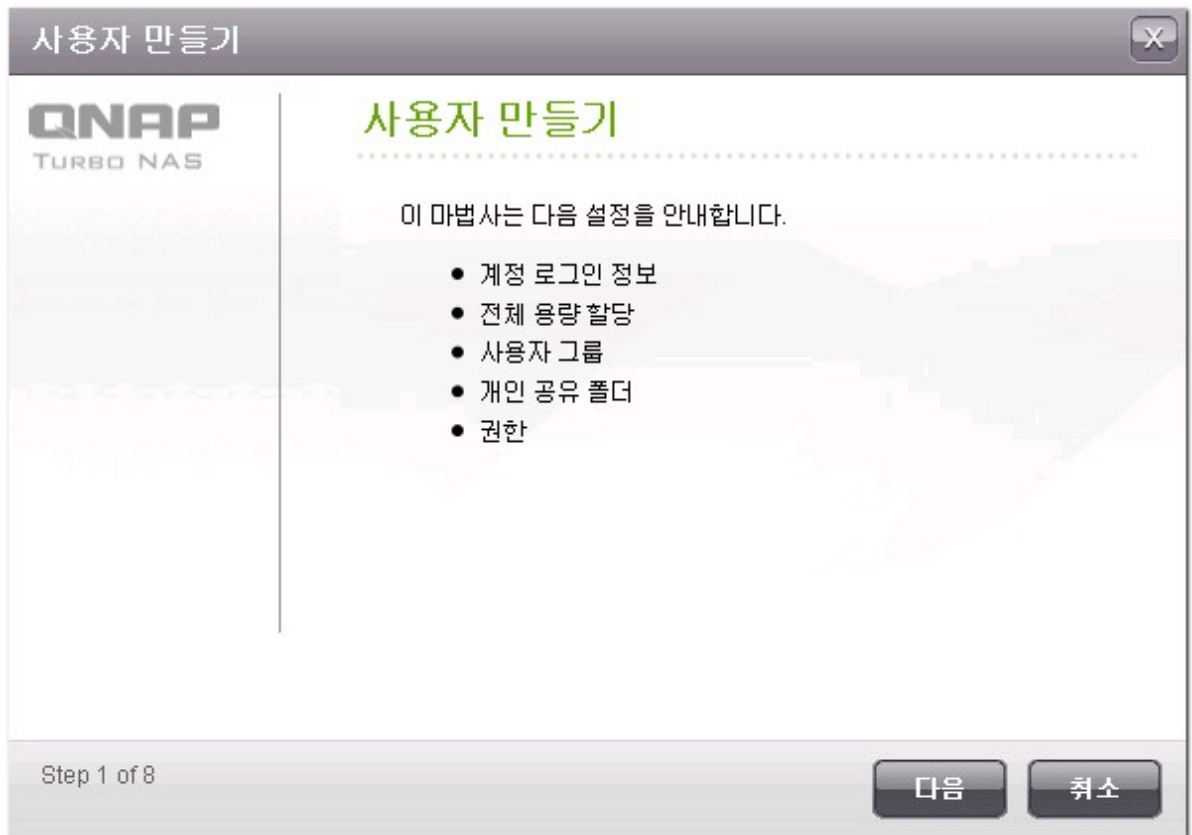 사용자 만들기
X
QNAP
TURBO NAS
사용자 만들기
이 마법사는 다음 설정을 안내합니다.
● 계정 로그인 정보
● 전체 용량 할당
● 사용자 그룹
● 개인 공유 폴더
● 권한
Step 1 of 8
다음
취소